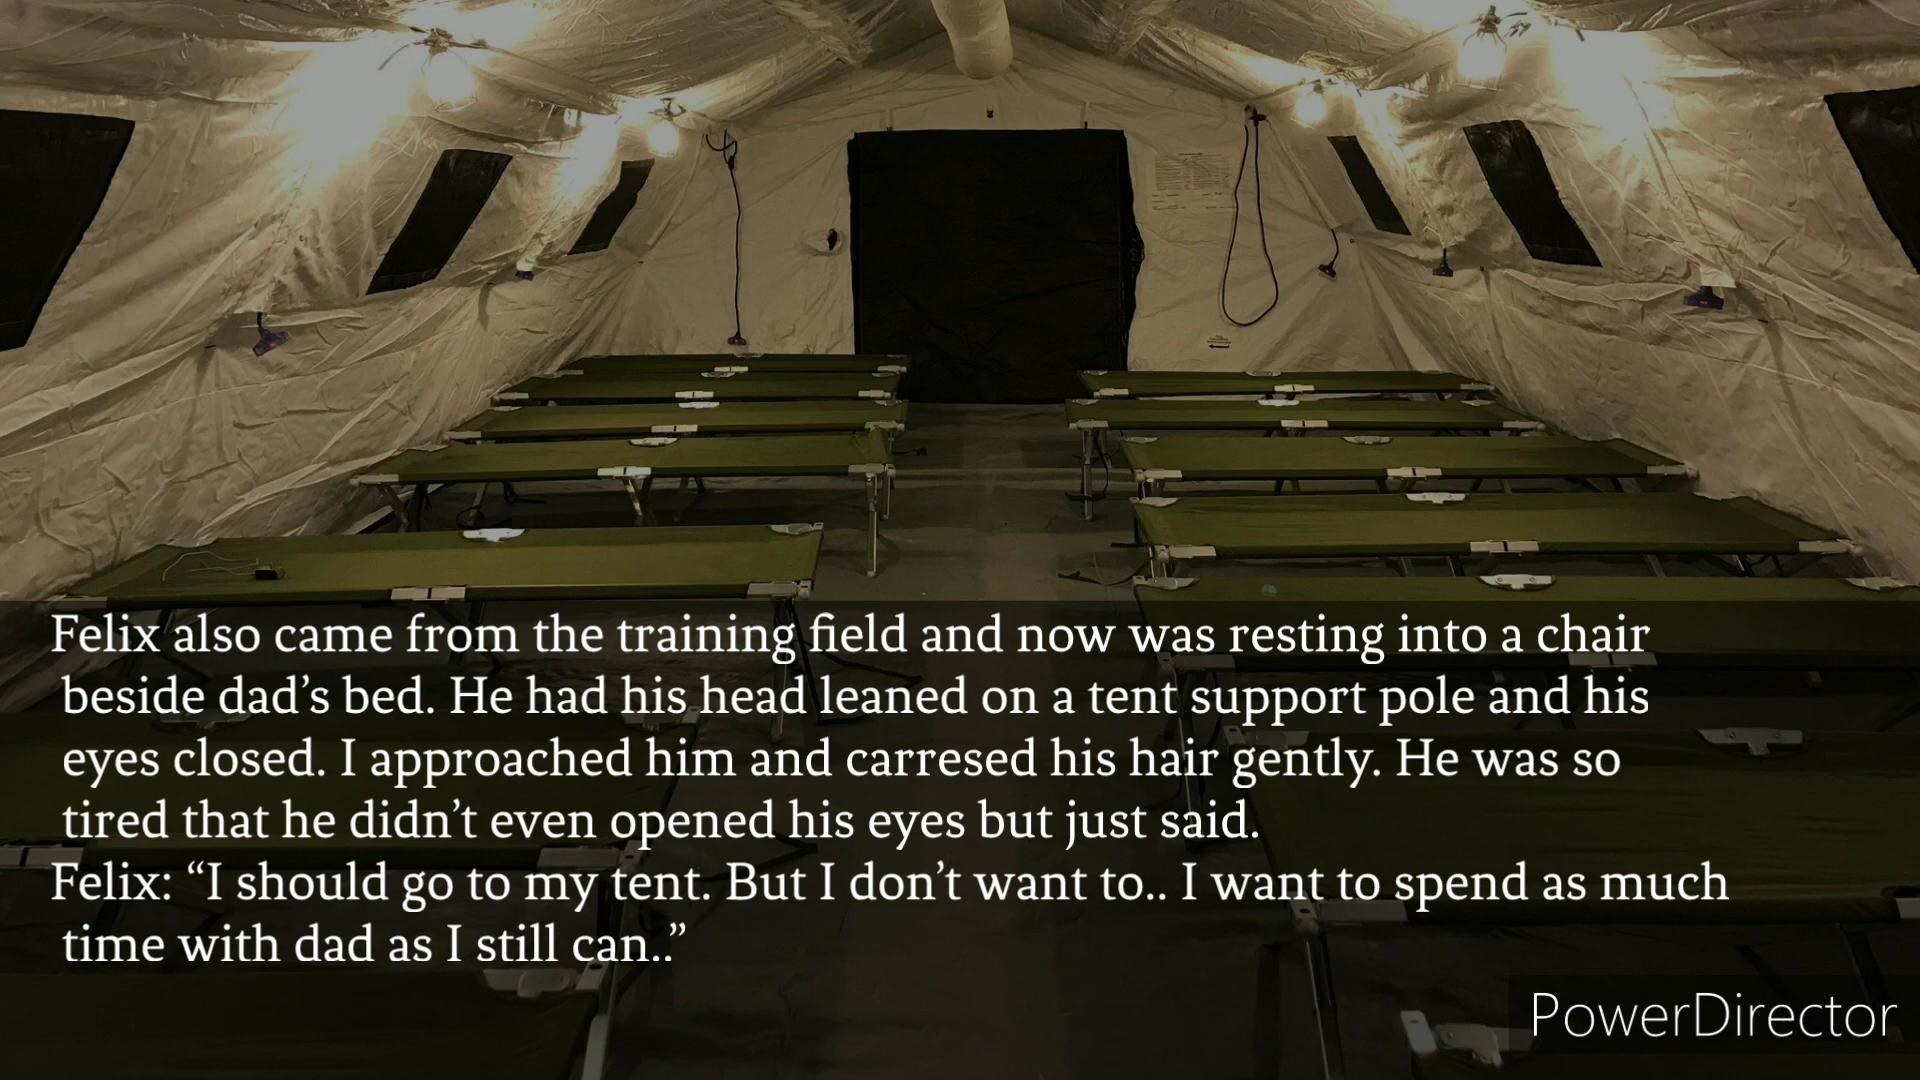 Felix also came from the training field and now was resting into a chair
beside dad’s bed. He had his head leaned on a tent support pole and his
eyes closed. I approached him and carresed his hair gently. He was so
tired that he didn’t even opened his eyes but just said.
Felix: “I should go to my tent. But I don’t want to.. I want to spend as much
time with dad as I still can..”
PowerDirector